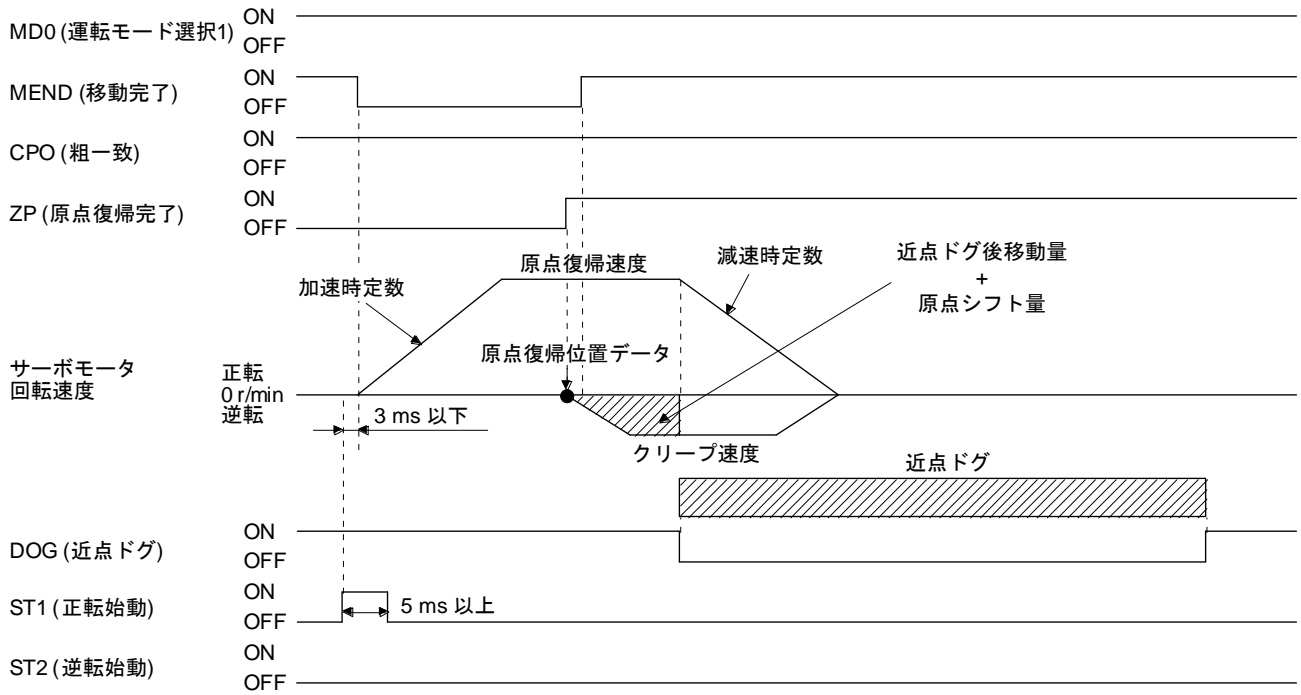 MD0 (運転モード選択1)
ON
OFF
MEND (移動完了)
ON
OFF
CPO (粗一致)
ON
OFF
ZP (原点復帰完了)
ON
OFF
サーボモータ
回転速度
正転
0 r/min
逆転
加速時定数
原点復帰速度
減速時定数
近点ドグ後移動量
+
原点シフト量
原点復帰位置データ
3 ms 以下
クリープ速度
近点ドグ
DOG (近点ドグ)
ON
OFF
ST1 (正転始動)
ON
OFF
5 ms 以上
ST2 (逆転始動)
ON
OFF